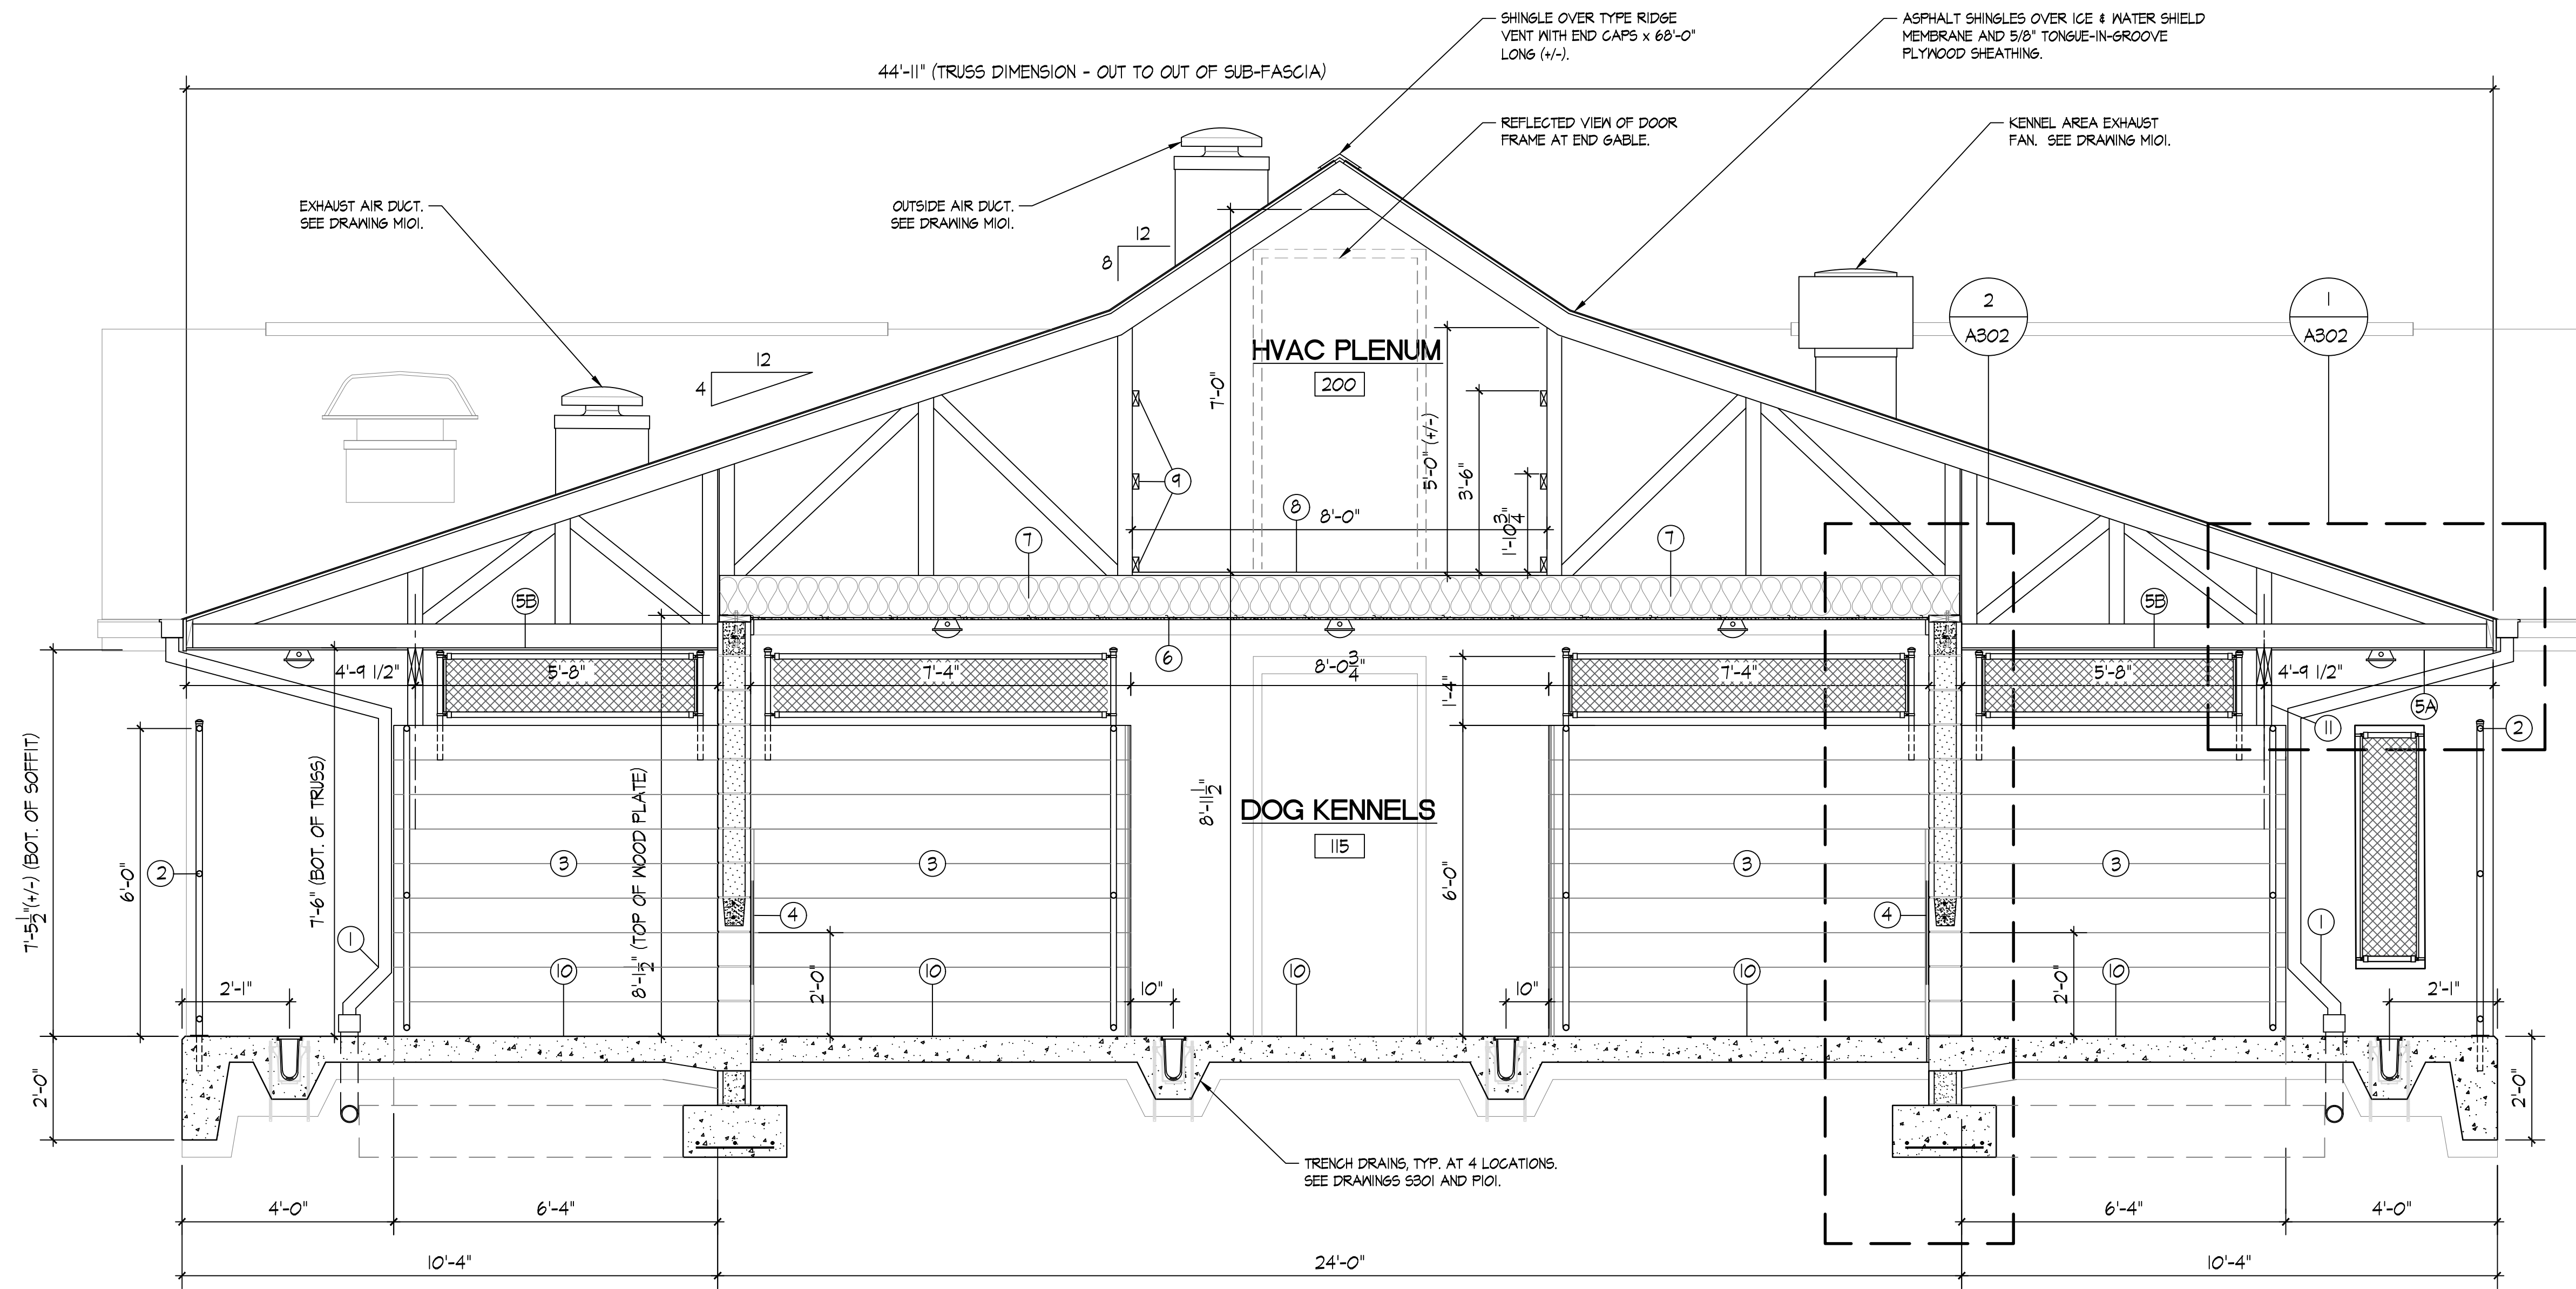 SHINGLE OVER TYPE RIDGE
VENT WITH END CAPS x 68'-0"
LONG (+/-).
ASPHALT SHINGLES OVER ICE & WATER SHIELD
MEMBRANE AND 5/8" TONGUE-IN-GROOVE
PLYWOOD SHEATHING.
44'-11" (TRUSS DIMENSION - OUT TO OUT OF SUB-FASCIA)
REFLECTED VIEW OF DOOR
FRAME AT END GABLE.
KENNEL AREA EXHAUST
FAN. SEE DRAWING M101.
EXHAUST AIR DUCT.
SEE DRAWING M101.
OUTSIDE AIR DUCT.
SEE DRAWING M101.
12
8
2
A302
1
A302
12
4
HVAC PLENUM
200
7'-0"
5'-0" (+/-)
3'-6"
1'-10 3/4"
9
8
8'-0"
7
7
5B
5B
6
4'-9 1/2"
5'-8"
7'-4"
8'-0 3/4"
7'-4"
5'-8"
4'-9 1/2"
1'-4"
5A
11
2
7'-5 1/2" (+/-) (BOT. OF SOFFIT)
6'-0"
2
7'-6" (BOT. OF TRUSS)
8'-1 1/2" (TOP OF WOOD PLATE)
8'-11 1/2"
6'-0"
DOG KENNELS
115
3
3
3
3
4
4
1
1
10
10
10
10
10
2'-1"
2'-0"
10"
10"
2'-0"
2'-1"
2'-0"
2'-0"
TRENCH DRAINS, TYP. AT 4 LOCATIONS.
SEE DRAWINGS S301 AND P101.
4'-0"
6'-4"
6'-4"
4'-0"
10'-4"
24'-0"
10'-4"